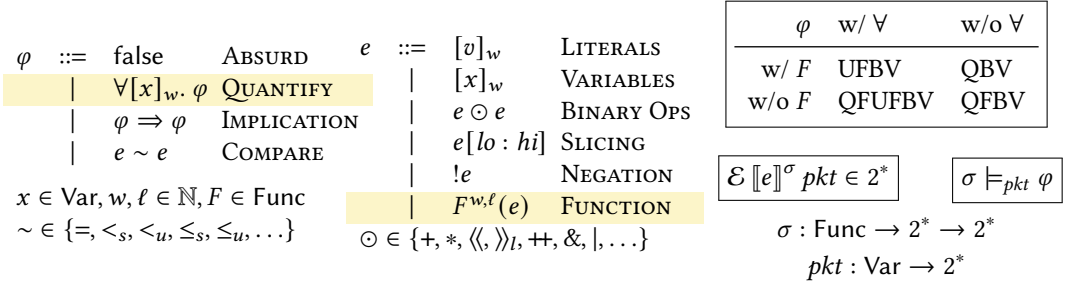 φ ::= false ABSURD
| ∀[x]_w. φ QUANTIFY
| φ ⇒ φ IMPLICATION
| e ∼ e COMPARE
x ∈ Var, w, ℓ ∈ ℕ, F ∈ Func
∼ ∈ {=, <_s, <_u, ≤_s, ≤_u, …}
e ::= [v]_w LITERALS
| [x]_w VARIABLES
| e ⊙ e BINARY OPS
| e[lo : hi] SLICING
| !e NEGATION
| F^{w,ℓ}(e) FUNCTION
⊙ ∈ {+, *, ⟪, ⟫_l, ⧺, &, |, …}
φ w/ ∀ w/o ∀
w/ F UFBV QBV
w/o F QFUFBV QFBV
ℰ ⟦e⟧^σ pkt ∈ 2^*
σ ⊨_{pkt} φ
σ : Func → 2^* → 2^*
pkt : Var → 2^*